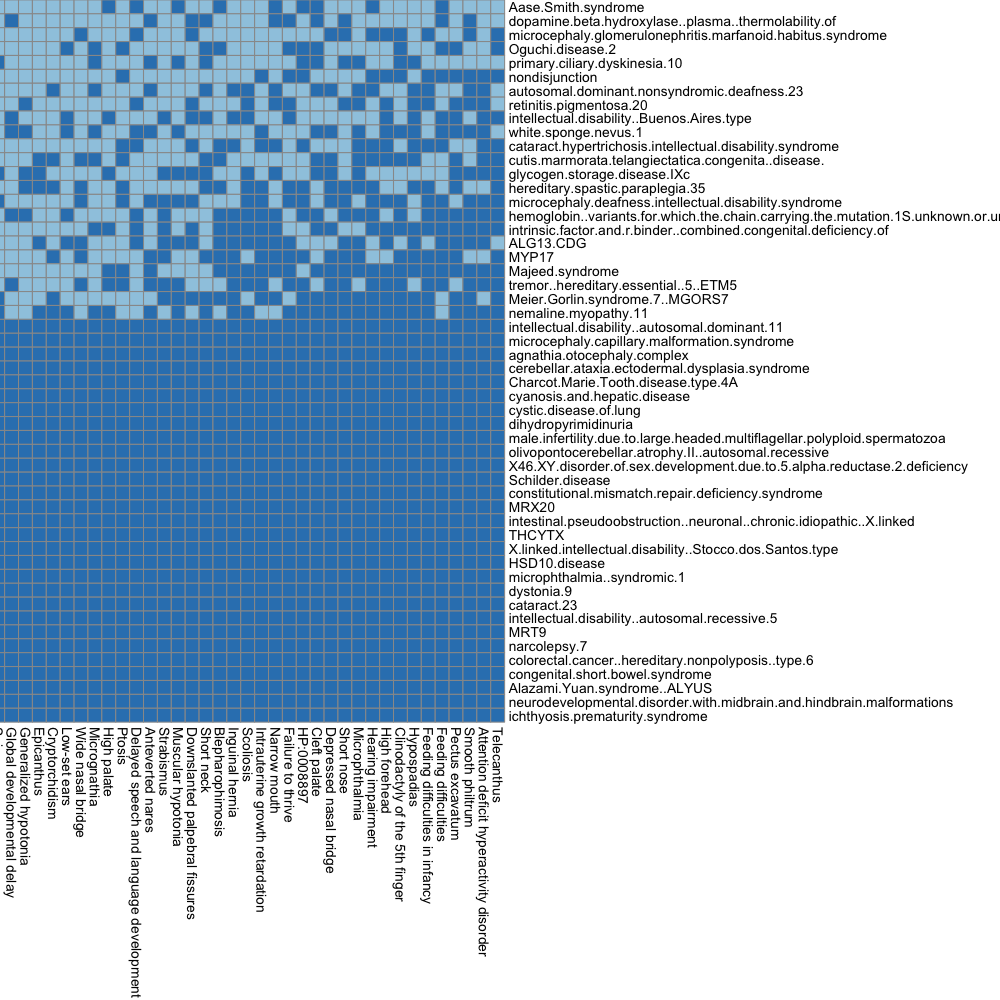 Aase.Smith.syndrome
dopamine.beta.hydroxylase..plasma..thermolability.of
microcephaly.glomerulonephritis.marfanoid.habitus.syndrome
Oguchi.disease.2
primary.ciliary.dyskinesia.10
nondisjunction
autosomal.dominant.nonsyndromic.deafness.23
retinitis.pigmentosa.20
intellectual.disability..Buenos.Aires.type
white.sponge.nevus.1
cataract.hypertrichosis.intellectual.disability.syndrome
cutis.marmorata.telangiectatica.congenita..disease.
glycogen.storage.disease.IXc
hereditary.spastic.paraplegia.35
microcephaly.deafness.intellectual.disability.syndrome
hemoglobin..variants.for.which.the.chain.carrying.the.mutation.1S.unknown.or.u
intrinsic.factor.and.r.binder..combined.congenital.deficiency.of
ALG13.CDG
MYP17
Majeed.syndrome
tremor..hereditary.essential..5..ETM5
Meier.Gorlin.syndrome.7..MGORS7
nemaline.myopathy.11
intellectual.disability..autosomal.dominant.11
microcephaly.capillary.malformation.syndrome
agnathia.otocephaly.complex
cerebellar.ataxia.ectodermal.dysplasia.syndrome
Charcot.Marie.Tooth.disease.type.4A
cyanosis.and.hepatic.disease
cystic.disease.of.lung
dihydropyrimidinuria
male.infertility.due.to.large.headed.multiflagellar.polyploid.spermatozoa
olivopontocerebellar.atrophy.II..autosomal.recessive
X46.XY.disorder.of.sex.development.due.to.5.alpha.reductase.2.deficiency
Schilder.disease
constitutional.mismatch.repair.deficiency.syndrome
MRX20
intestinal.pseudoobstruction..neuronal..chronic.idiopathic..X.linked
THCYTX
X.linked.intellectual.disability..Stocco.dos.Santos.type
HSD10.disease
microphthalmia..syndromic.1
dystonia.9
cataract.23
intellectual.disability..autosomal.recessive.5
MRT9
narcolepsy.7
colorectal.cancer..hereditary.nonpolyposis..type.6
congenital.short.bowel.syndrome
Alazami.Yuan.syndrome..ALYUS
neurodevelopmental.disorder.with.midbrain.and.hindbrain.malformations
ichthyosis.prematurity.syndrome
Global developmental delay
Generalized hypotonia
Epicanthus
Cryptorchidism
Low-set ears
Wide nasal bridge
Micrognathia
High palate
Ptosis
Delayed speech and language development
Anteverted nares
Strabismus
Muscular hypotonia
Downslanted palpebral fissures
Short neck
Blepharophimosis
Inguinal hernia
Scoliosis
Intrauterine growth retardation
Narrow mouth
Failure to thrive
HP:0008897
Cleft palate
Depressed nasal bridge
Short nose
Microphthalmia
Hearing impairment
High forehead
Clinodactyly of the 5th finger
Hypospadias
Feeding difficulties in infancy
Feeding difficulties
Pectus excavatum
Smooth philtrum
Attention deficit hyperactivity disorder
Telecanthus